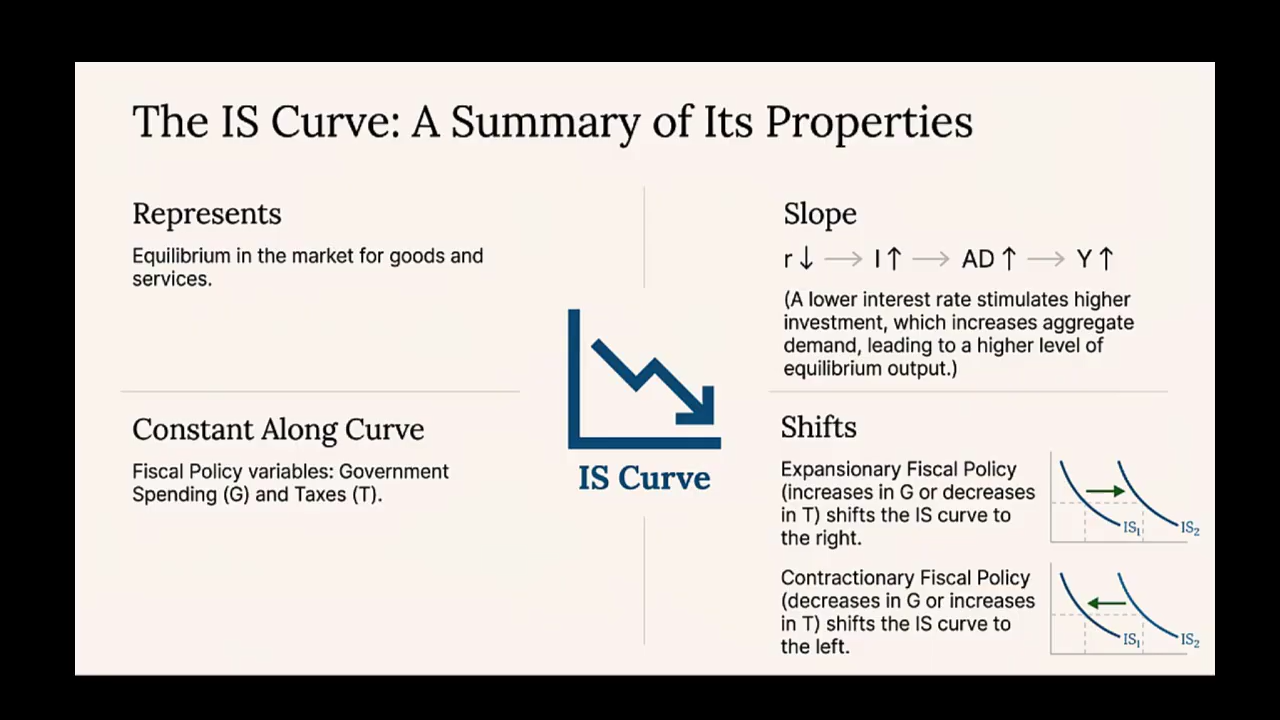 The IS Curve: A Summary of Its Properties
Represents
Equilibrium in the market for goods and
services.
Constant Along Curve
Fiscal Policy variables: Government
Spending (G) and Taxes (T).
IS Curve
Slope
r ↓ → I ↑ → AD ↑ → Y ↑
(A lower interest rate stimulates higher
investment, which increases aggregate
demand, leading to a higher level of
equilibrium output.)
Shifts
Expansionary Fiscal Policy
(increases in G or decreases
in T) shifts the IS curve to
the right.
IS₁ IS₂
Contractionary Fiscal Policy
(decreases in G or increases
in T) shifts the IS curve to
the left.
IS₁ IS₂